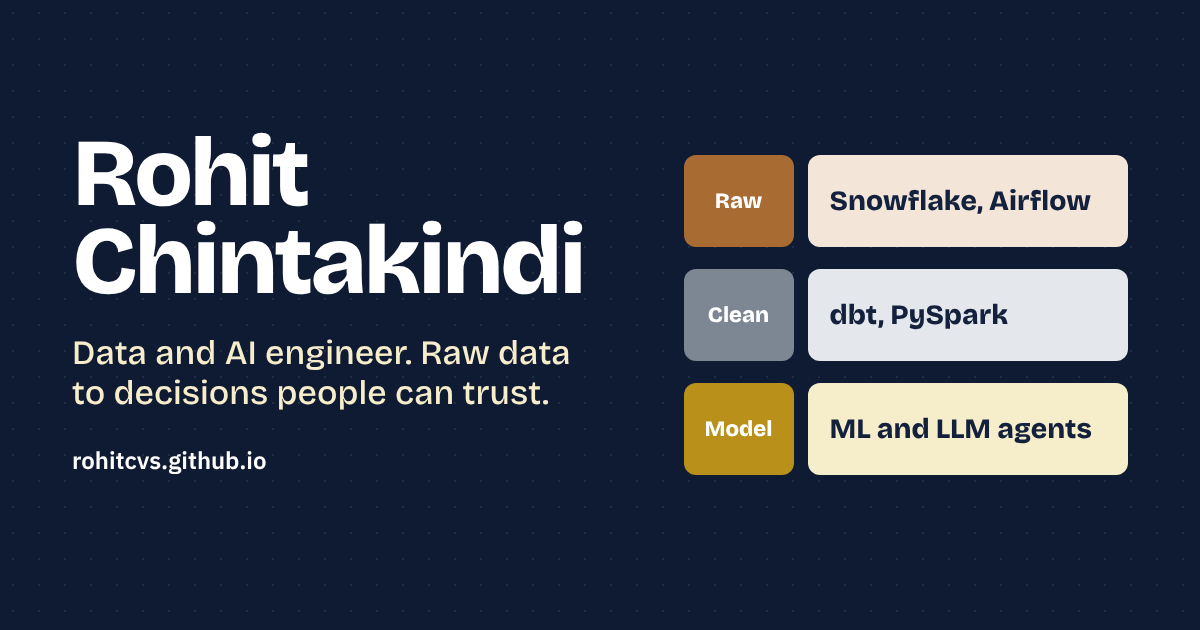 Rohit
Chintakindi
Data and AI engineer. Raw data
to decisions people can trust.
rohitcvs.github.io
Raw
Snowflake, Airflow
Clean
dbt, PySpark
Model
ML and LLM agents